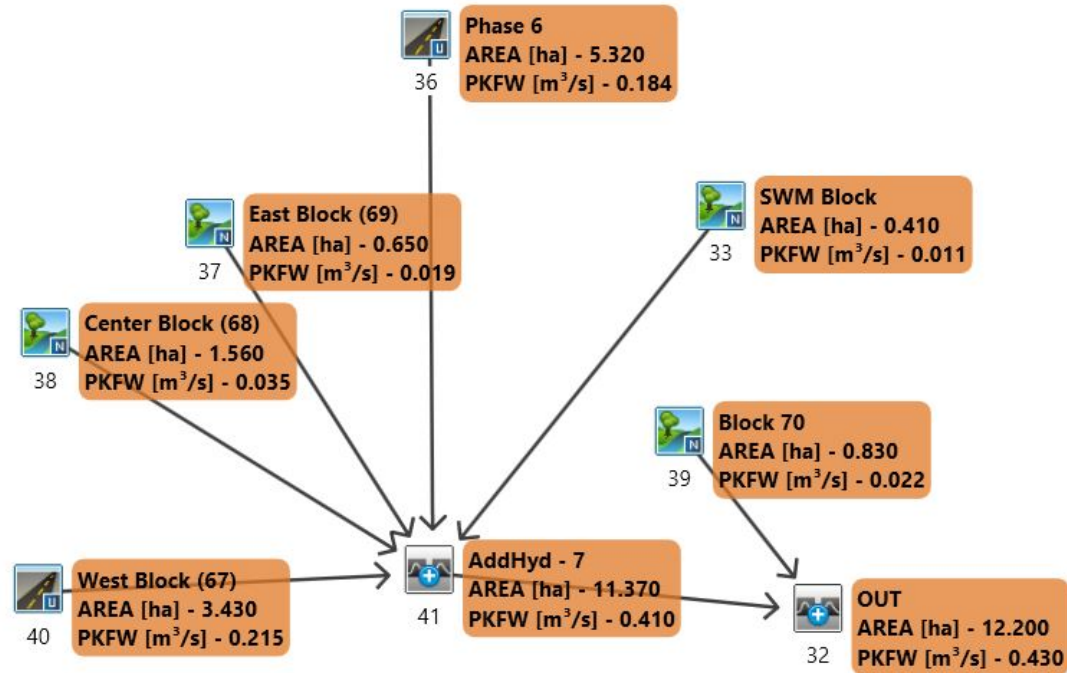 Phase 6
AREA [ha] - 5.320
PKFW [m³/s] - 0.184
U
36
East Block (69)
AREA [ha] - 0.650
PKFW [m³/s] - 0.019
N
37
SWM Block
AREA [ha] - 0.410
PKFW [m³/s] - 0.011
N
33
Center Block (68)
AREA [ha] - 1.560
PKFW [m³/s] - 0.035
N
38
Block 70
AREA [ha] - 0.830
PKFW [m³/s] - 0.022
N
39
West Block (67)
AREA [ha] - 3.430
PKFW [m³/s] - 0.215
U
40
AddHyd - 7
AREA [ha] - 11.370
PKFW [m³/s] - 0.410
41
OUT
AREA [ha] - 12.200
PKFW [m³/s] - 0.430
32